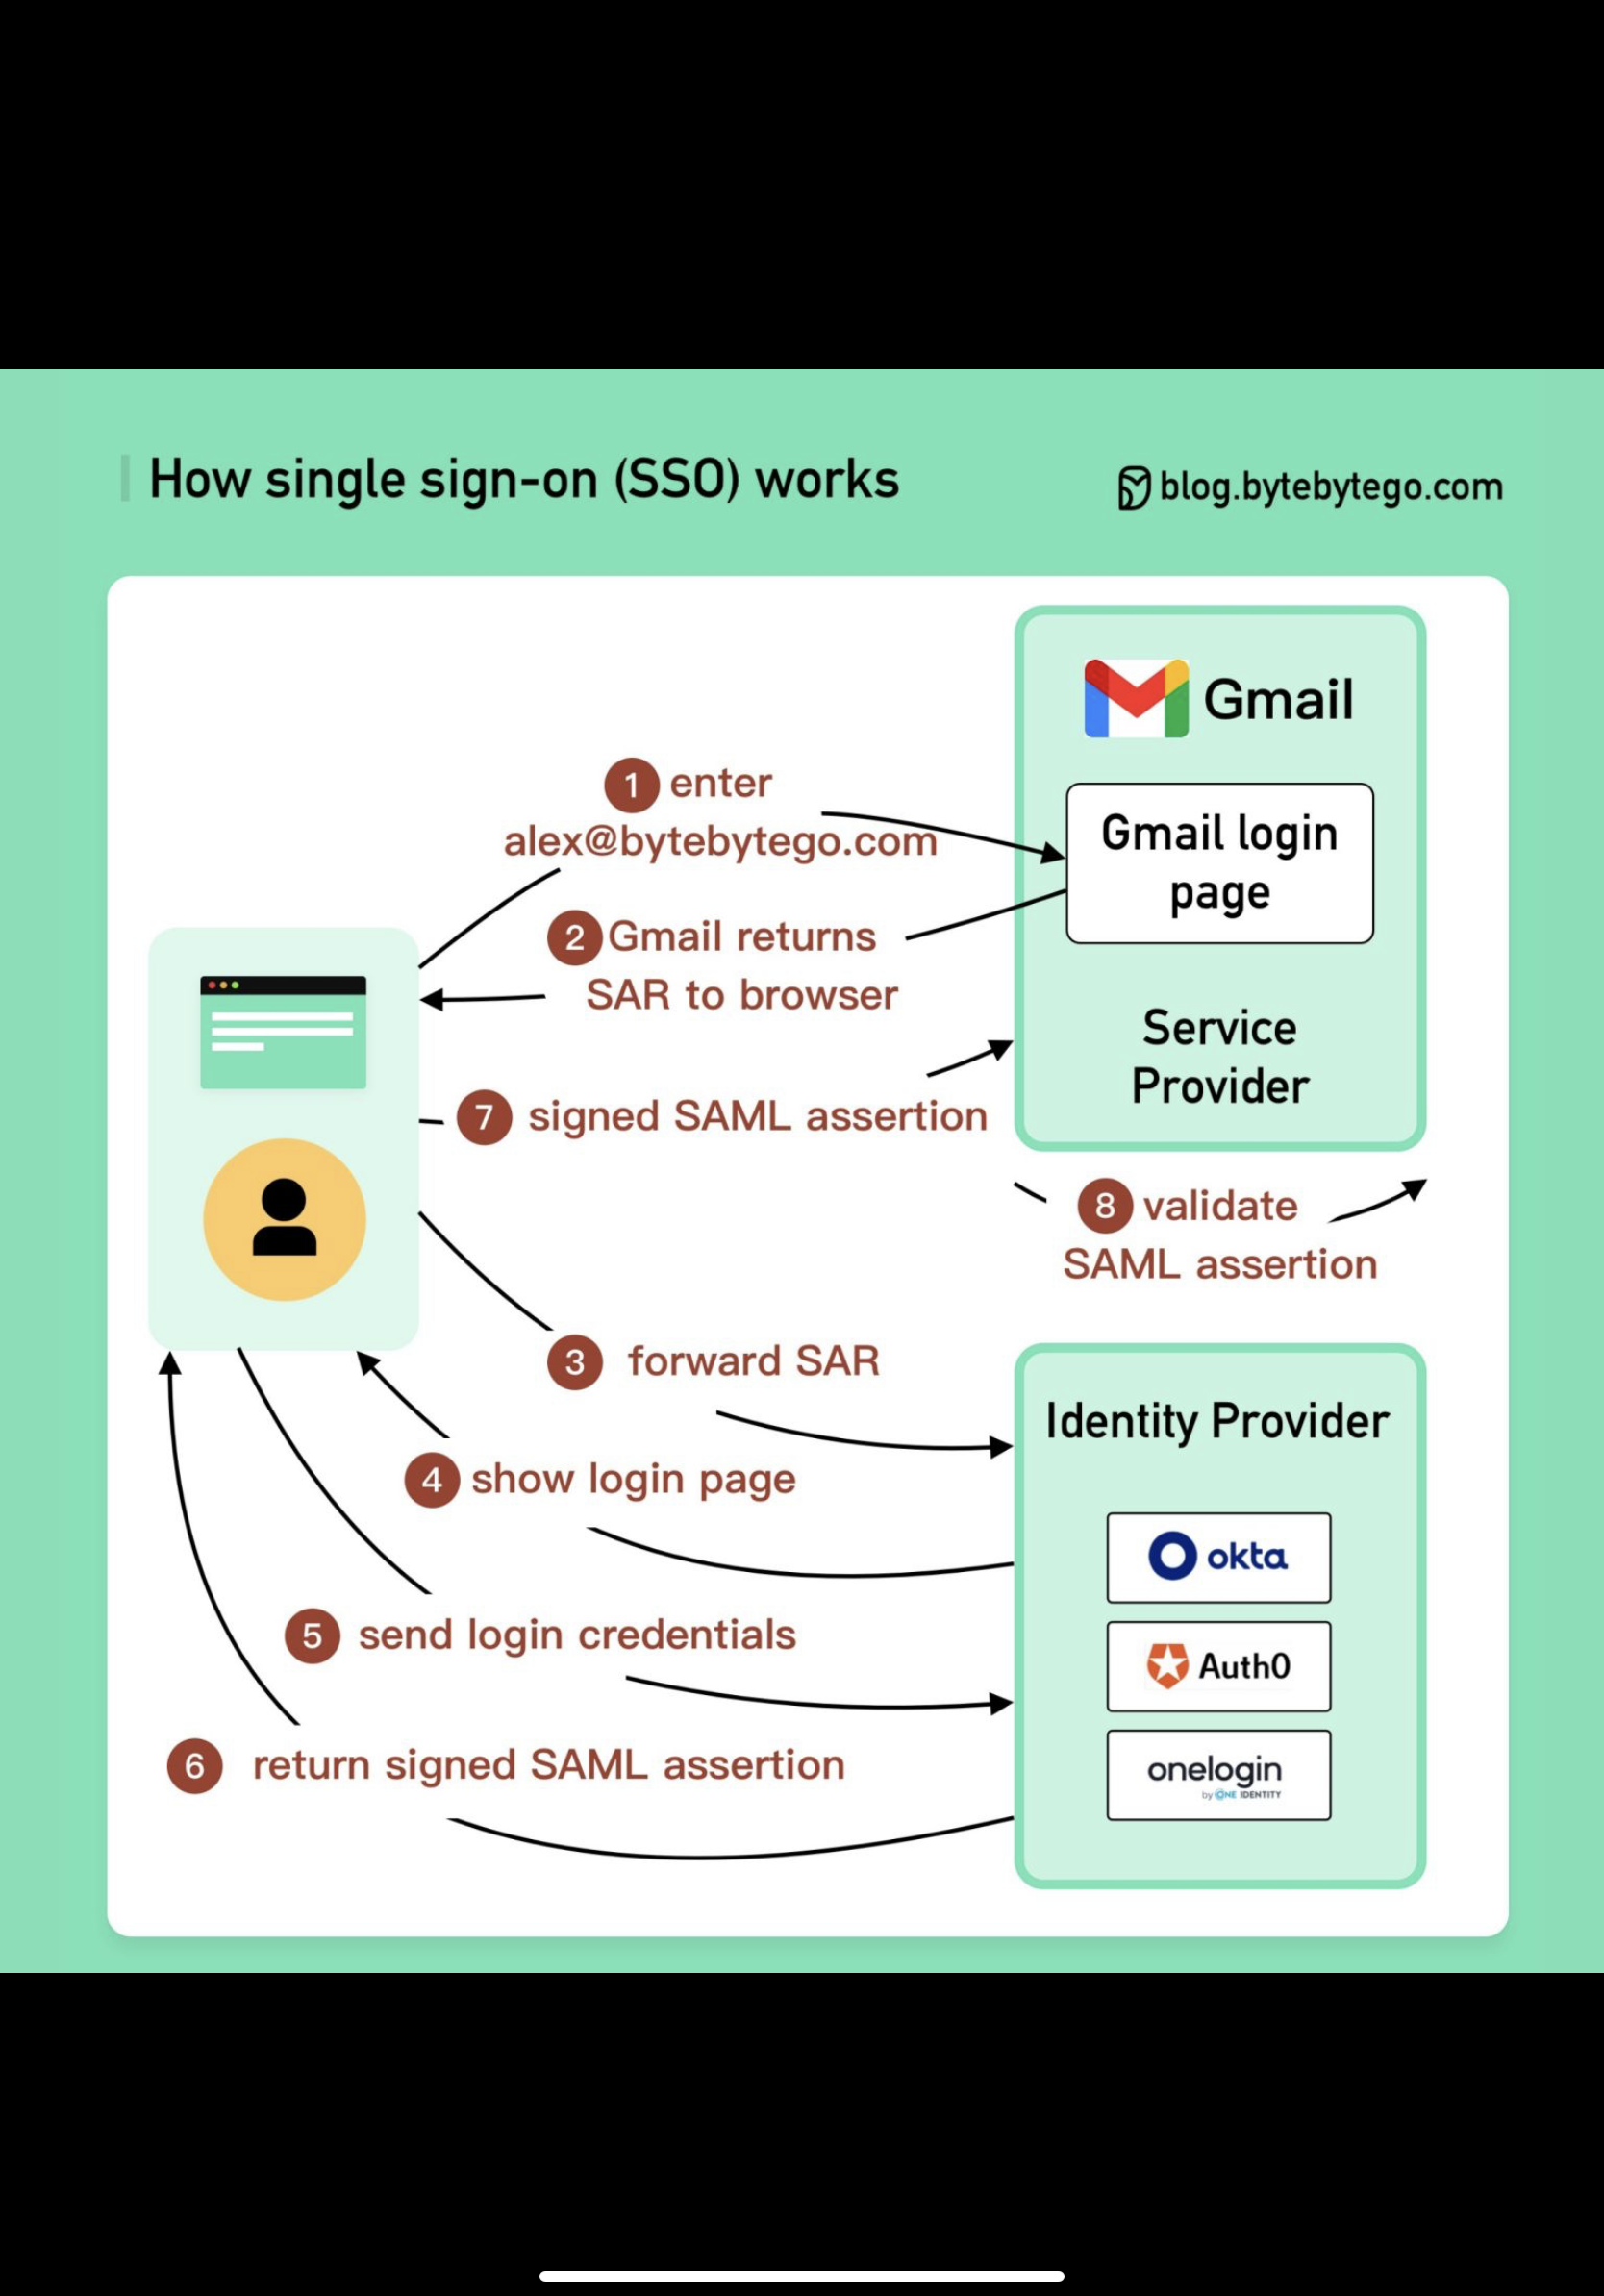 How single sign-on (SSO) works
blog.bytebytego.com
Gmail
1 enter
alex@bytebytego.com
Gmail login
page
2 Gmail returns
SAR to browser
Service
Provider
7 signed SAML assertion
8 validate
SAML assertion
3 forward SAR
Identity Provider
4 show login page
okta
5 send login credentials
Auth0
6 return signed SAML assertion
onelogin
by ONE IDENTITY